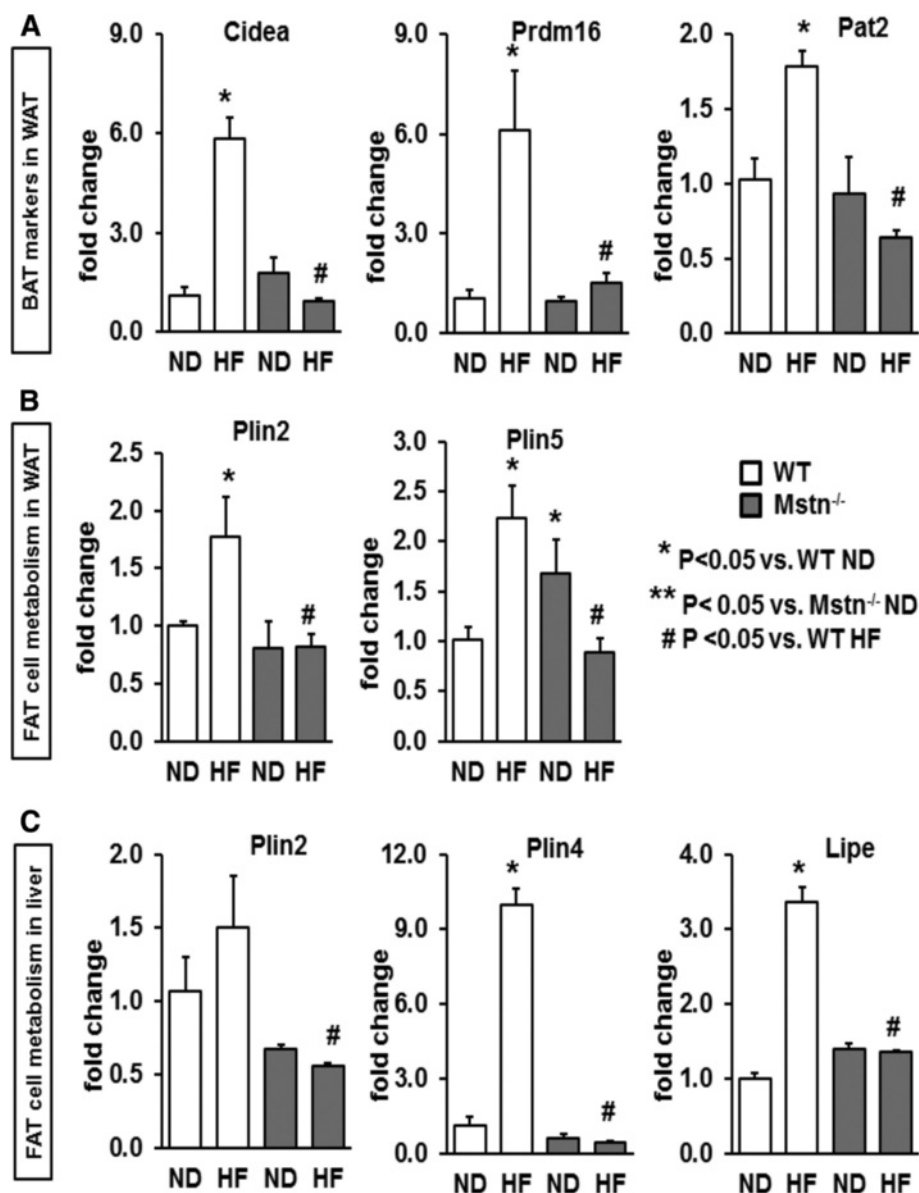 A
BAT markers in WAT
Cidea
fold change
9.0
6.0
3.0
0.0
*
#
ND HF ND HF
Prdm16
fold change
9.0
6.0
3.0
0.0
*
#
ND HF ND HF
Pat2
fold change
2.0
1.5
1.0
0.5
0.0
*
#
ND HF ND HF
B
FAT cell metabolism in WAT
Plin2
fold change
2.5
2.0
1.5
1.0
0.5
0.0
*
#
ND HF ND HF
Plin5
fold change
3.0
2.5
2.0
1.5
1.0
0.5
0.0
*
*
#
ND HF ND HF
WT
Mstn-/-
* P<0.05 vs. WT ND
** P< 0.05 vs. Mstn-/- ND
# P <0.05 vs. WT HF
C
FAT cell metabolism in liver
Plin2
fold change
2.0
1.5
1.0
0.5
0.0
#
ND HF ND HF
Plin4
fold change
12.0
9.0
6.0
3.0
0.0
*
#
ND HF ND HF
Lipe
fold change
4.0
3.0
2.0
1.0
0.0
*
#
ND HF ND HF